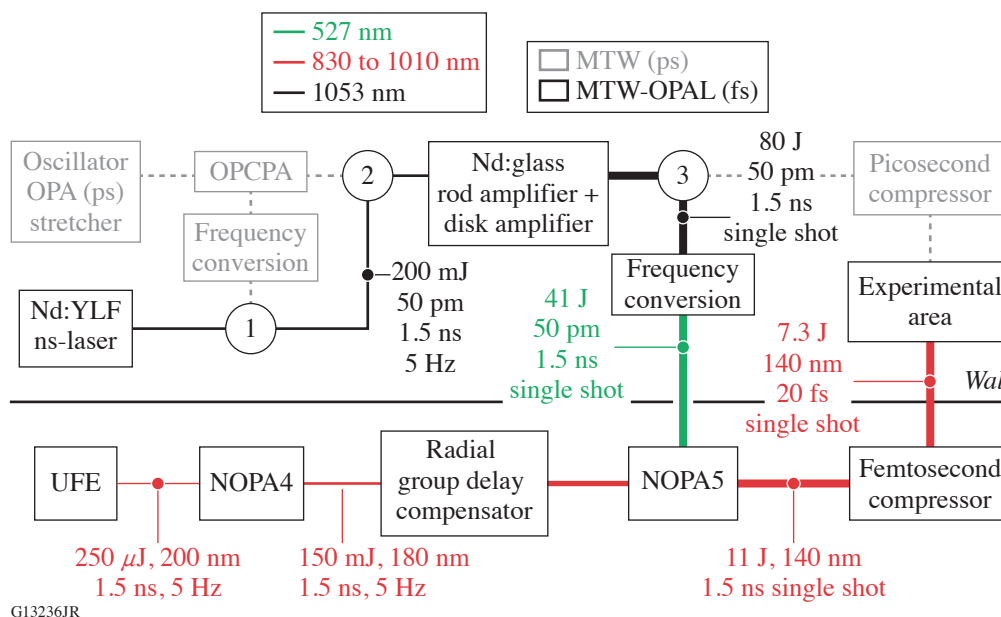 527 nm
830 to 1010 nm
1053 nm
MTW (ps)
MTW-OPAL (fs)
Oscillator
OPA (ps)
stretcher
OPCPA
2
Nd:glass
rod amplifier +
disk amplifier
3
80 J
50 pm
1.5 ns
single shot
Picosecond
compressor
Frequency
conversion
Nd:YLF
ns-laser
1
200 mJ
50 pm
1.5 ns
5 Hz
Frequency
conversion
41 J
50 pm
1.5 ns
single shot
Experimental
area
7.3 J
140 nm
20 fs
single shot
Wal
UFE
NOPA4
Radial
group delay
compensator
NOPA5
Femtosecond
compressor
250 μJ, 200 nm
1.5 ns, 5 Hz
150 mJ, 180 nm
1.5 ns, 5 Hz
11 J, 140 nm
1.5 ns single shot
G13236JR